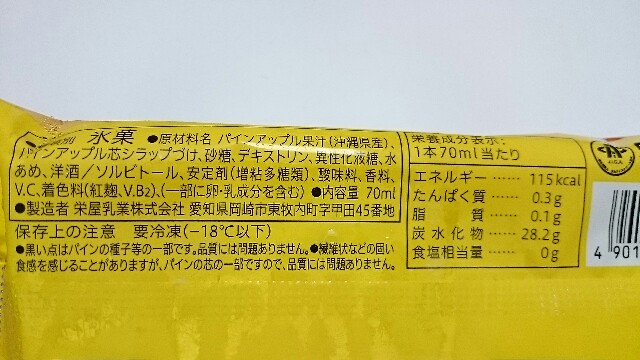 氷菓 ●原材料名 パインアップル果汁(沖縄県産)、
パインアップル芯シラップづけ、砂糖、デキストリン、異性化液糖、水
あめ、洋酒/ソルビトール、安定剤(増粘多糖類)、酸味料、香料、
V.C、着色料(紅麹、V.B₂)、(一部に卵・乳成分を含む) ●内容量 70ml
●製造者 栄屋乳業株式会社 愛知県岡崎市東牧内町字甲田45番地
保存上の注意 要冷凍(−18℃以下)
●黒い点はパインの種子等の一部です。品質には問題ありません。●繊維状などの固い
食感を感じることがありますが、パインの芯の一部ですので、品質には問題ありません。
栄養成分表示:
1本70ml当たり
エネルギー …… 115kcal
たんぱく質 …… 0.3g
脂質 …… 0.1g
炭水化物 …… 28.2g
食塩相当量 …… 0g
4 901